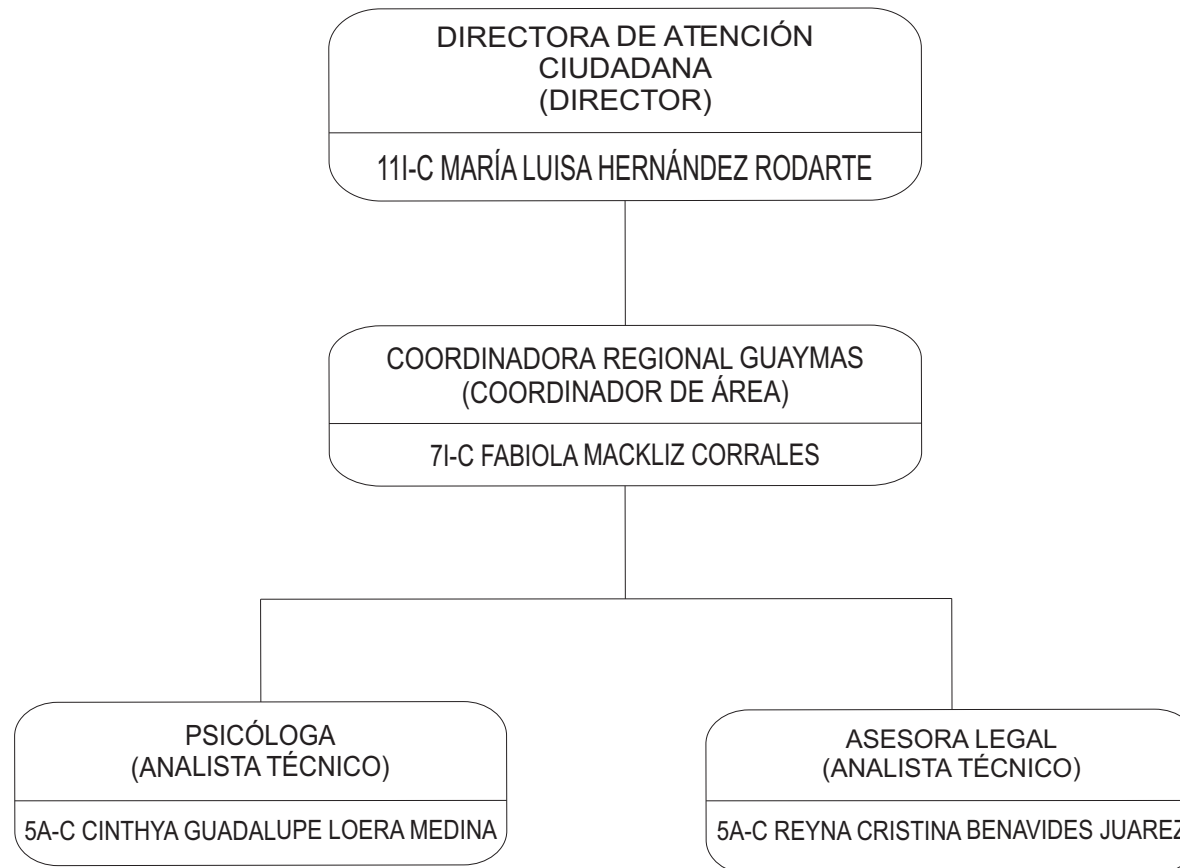 DIRECTORA DE ATENCIÓN
CIUDADANA
(DIRECTOR)
11I-C MARÍA LUISA HERNÁNDEZ RODARTE
COORDINADORA REGIONAL GUAYMAS
(COORDINADOR DE ÁREA)
7I-C FABIOLA MACKLIZ CORRALES
PSICÓLOGA
(ANALISTA TÉCNICO)
5A-C CINTHYA GUADALUPE LOERA MEDINA
ASESORA LEGAL
(ANALISTA TÉCNICO)
5A-C REYNA CRISTINA BENAVIDES JUAREZ